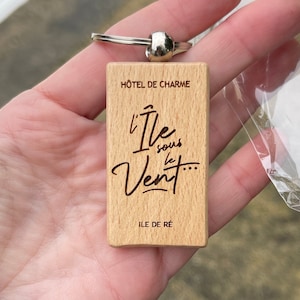 HÔTEL DE CHARME
l'Île
sous
le
Vent...
ILE DE RÉ